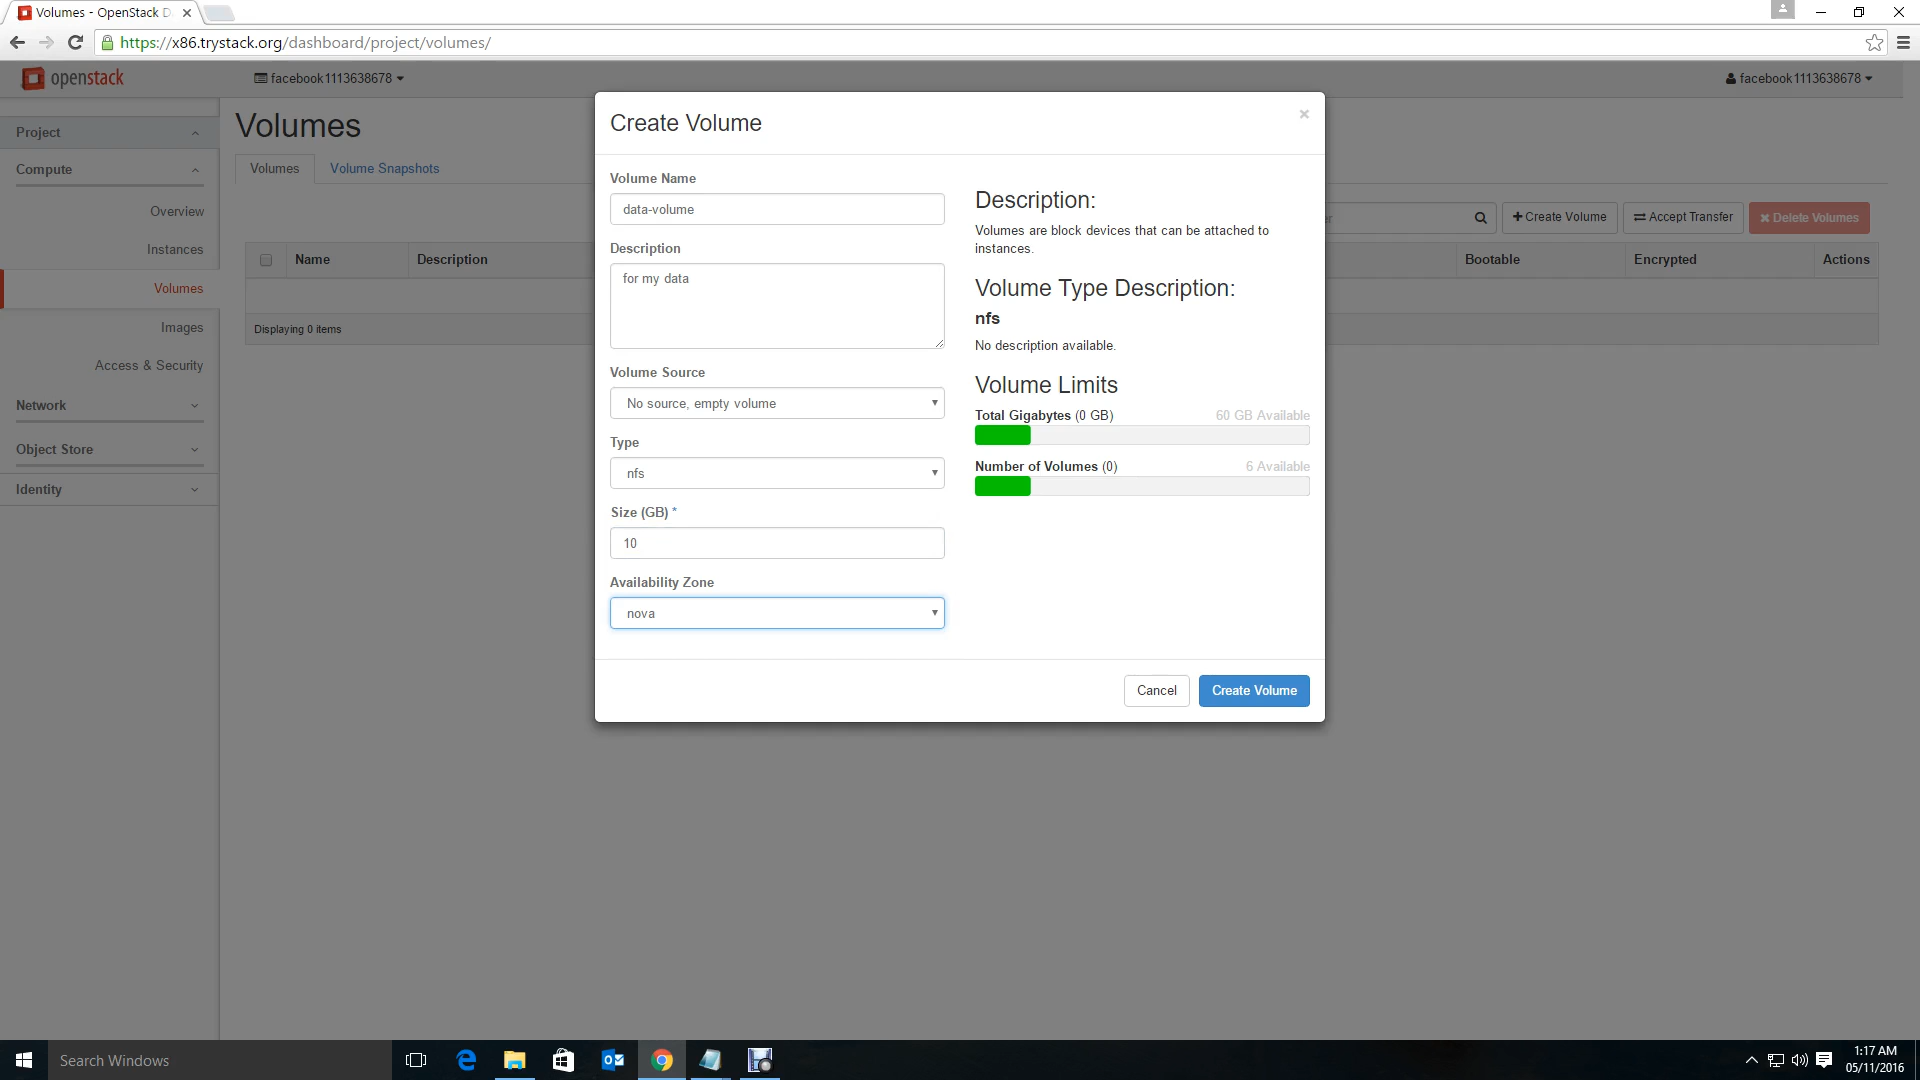 Volumes - OpenStack D
https://x86.trystack.org/dashboard/project/volumes/
openstack
facebook1113638678
facebook1113638678
Project
Compute
Overview
Instances
Volumes
Images
Access & Security
Network
Object Store
Identity
Volumes
Volumes
Volume Snapshots
Create Volume
Accept Transfer
Delete Volumes
Name
Description
Bootable
Encrypted
Actions
Displaying 0 items
Create Volume
×
Volume Name
data-volume
Description
for my data
Volume Source
No source, empty volume
Type
nfs
Size (GB) *
10
Availability Zone
nova
Description:
Volumes are block devices that can be attached to
instances.
Volume Type Description:
nfs
No description available.
Volume Limits
Total Gigabytes (0 GB)
60 GB Available
Number of Volumes (0)
6 Available
Cancel
Create Volume
Search Windows
1:17 AM
05/11/2016